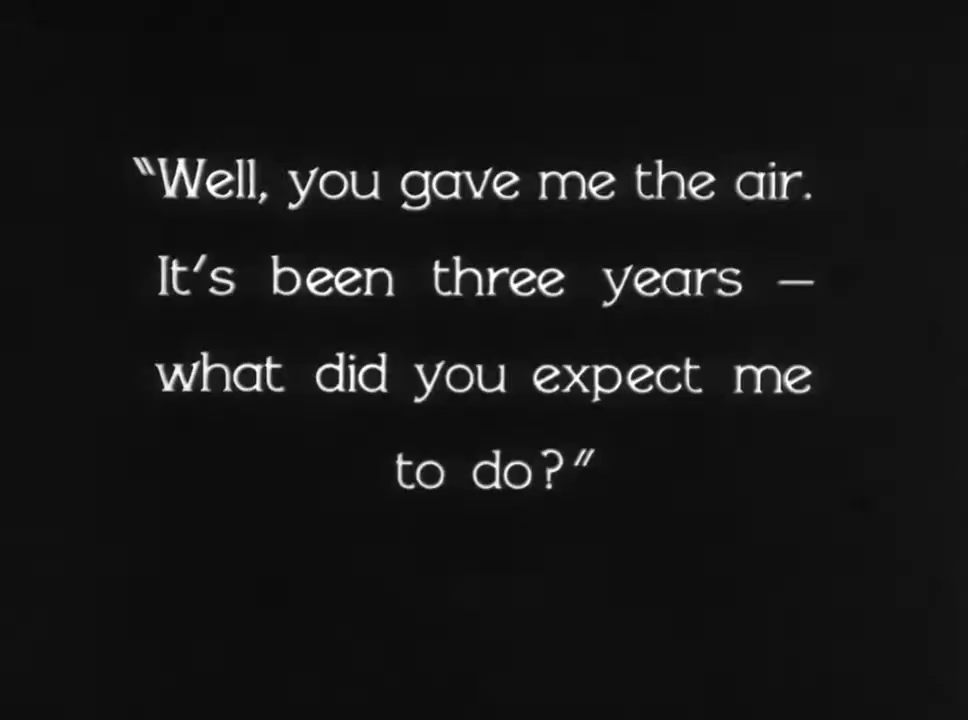 "Well, you gave me the air.
It's been three years —
what did you expect me
to do?"